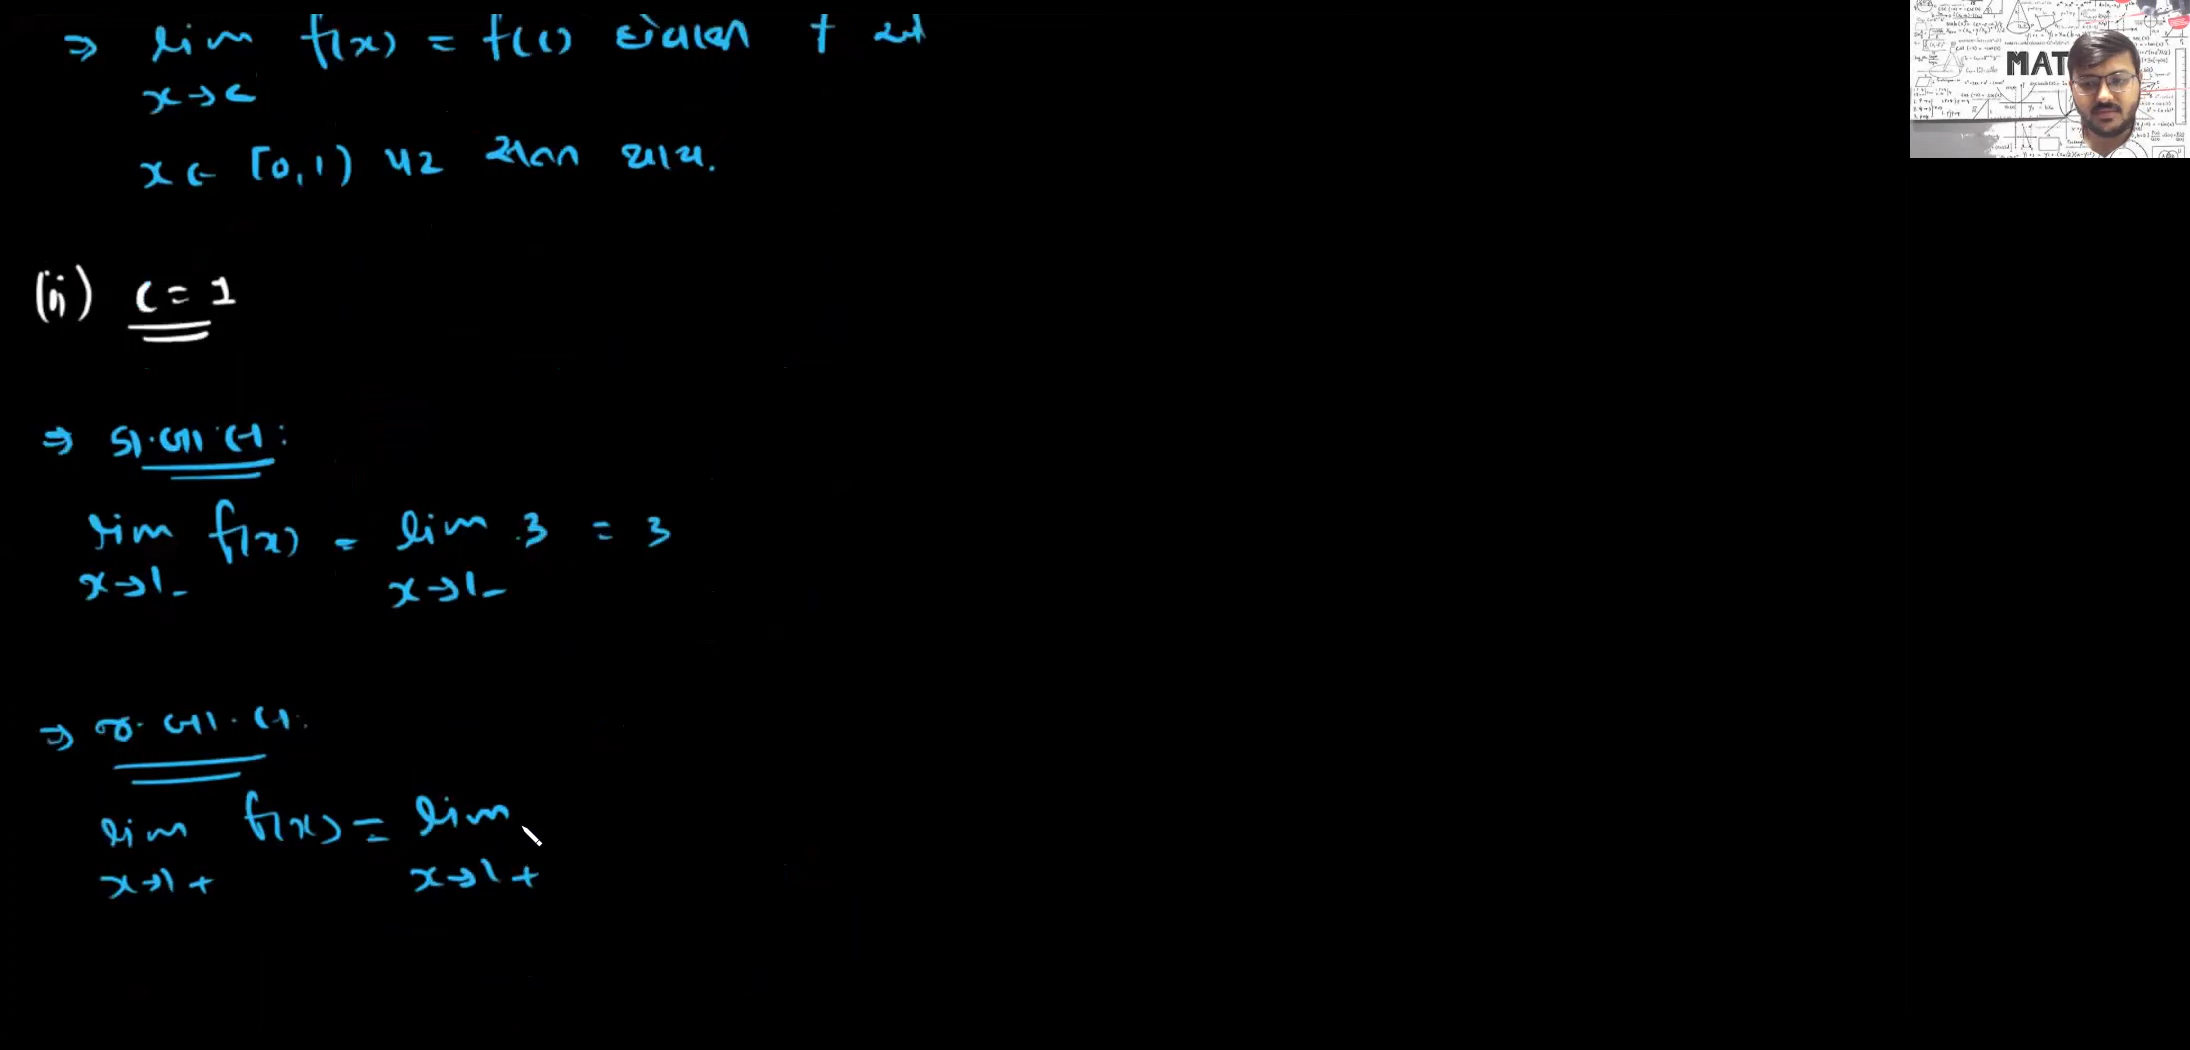 ⇒ lim f(x) = f(c) હોવાથી f એ
x→c
x ∈ [0,1) પર સતત થાય.
(ii) c = 1
⇒ ડા.બા.લ:
lim f(x) = lim 3 = 3
x→1- x→1-
⇒ જ.બા.લ:
lim f(x) = lim
x→1+ x→1+
MAT